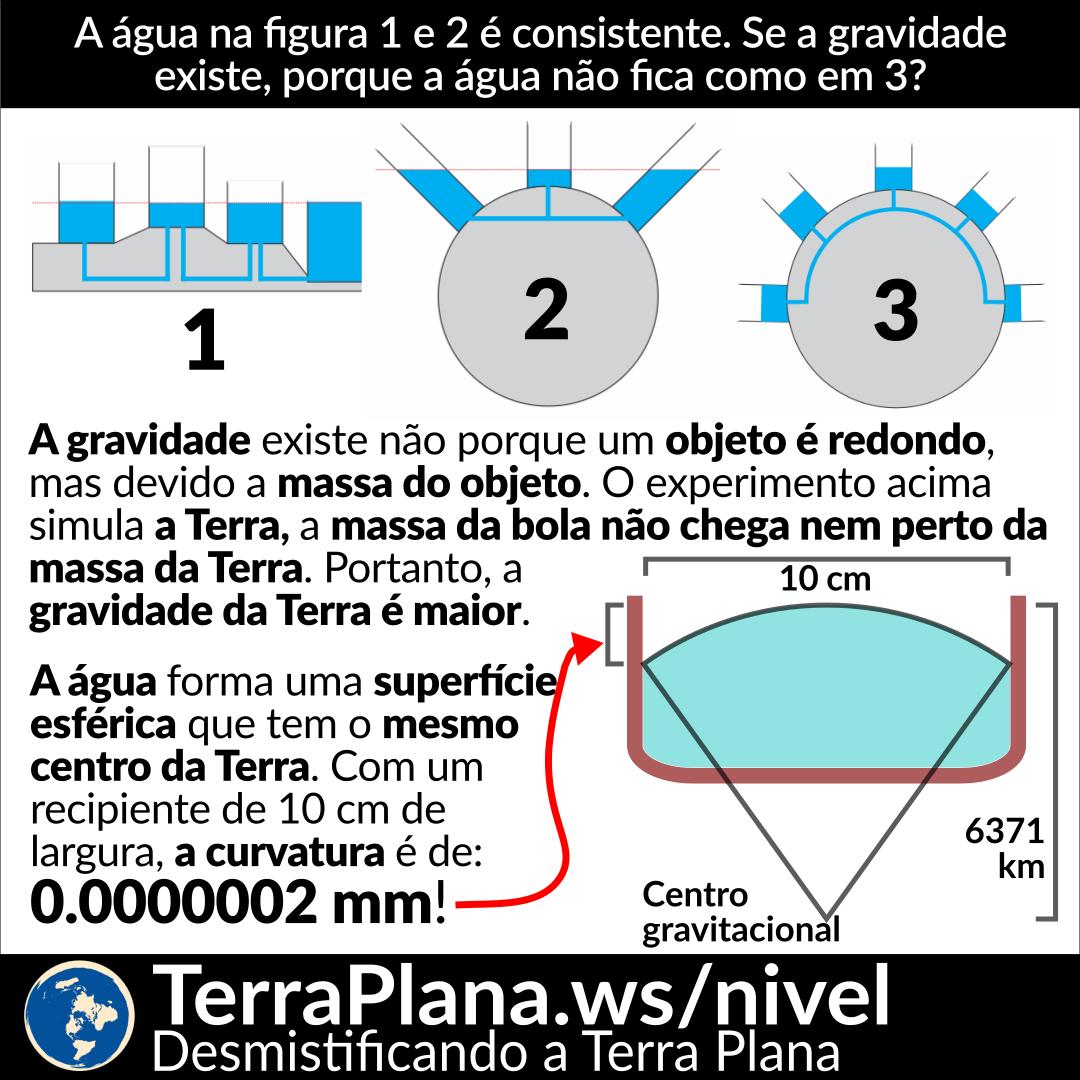 A água na figura 1 e 2 é consistente. Se a gravidade
existe, porque a água não fica como em 3?
1
2
3
A gravidade existe não porque um objeto é redondo,
mas devido a massa do objeto. O experimento acima
simula a Terra, a massa da bola não chega nem perto da
massa da Terra. Portanto, a
gravidade da Terra é maior.
A água forma uma superfície
esférica que tem o mesmo
centro da Terra. Com um
recipiente de 10 cm de
largura, a curvatura é de:
0.0000002 mm!
10 cm
6371
km
Centro
gravitacional
TerraPlana.ws/nivel
Desmistificando a Terra Plana